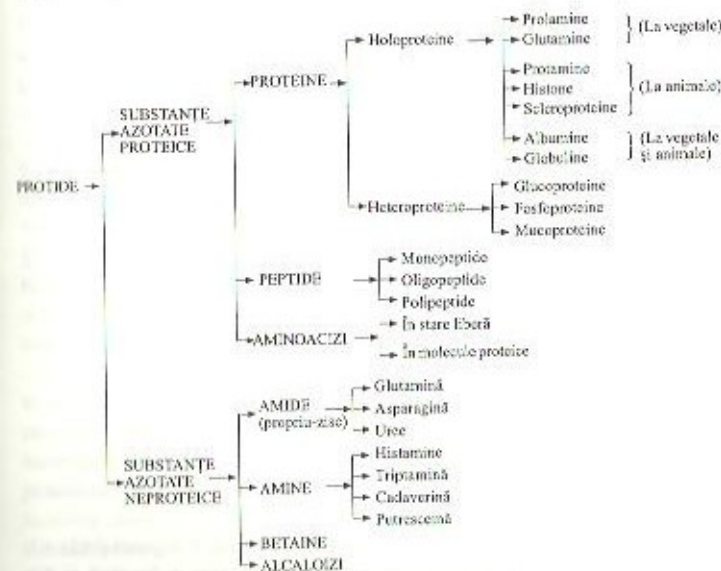 PROTIDE
SUBSTANȚE
AZOTATE
PROTEICE
PROTEINE
Holoproteine
Prolamine
Glutamine
(La vegetale)
Protamine
Histone
Scleroproteine
(La animale)
Albumine
Globuline
(La vegetale
și animale)
Heteroproteine
Glucoproteine
Fosfoproteine
Mucoproteine
PEPTIDE
Monopeptide
Oligopeptide
Polipeptide
AMINOACIZI
În stare liberă
În molecule proteice
SUBSTANȚE
AZOTATE
NEPROTEICE
AMIDE
(propriu-zise)
Glutamină
Asparagină
Uree
AMINE
Histamine
Triptamină
Cadaverină
Putresceină
BETAINE
ALCALOIZI